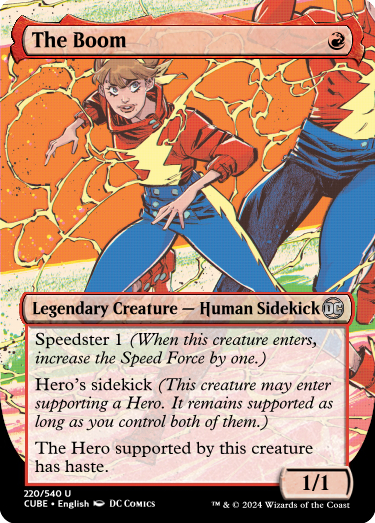 The Boom
Legendary Creature — Human Sidekick
DC
Speedster 1 (When this creature enters,
increase the Speed Force by one.)
Hero's sidekick (This creature may enter
supporting a Hero. It remains supported as
long as you control both of them.)
The Hero supported by this creature
has haste.
1/1
220/540 U
CUBE • English DC COMICS
™ & © 2024 Wizards of the Coast